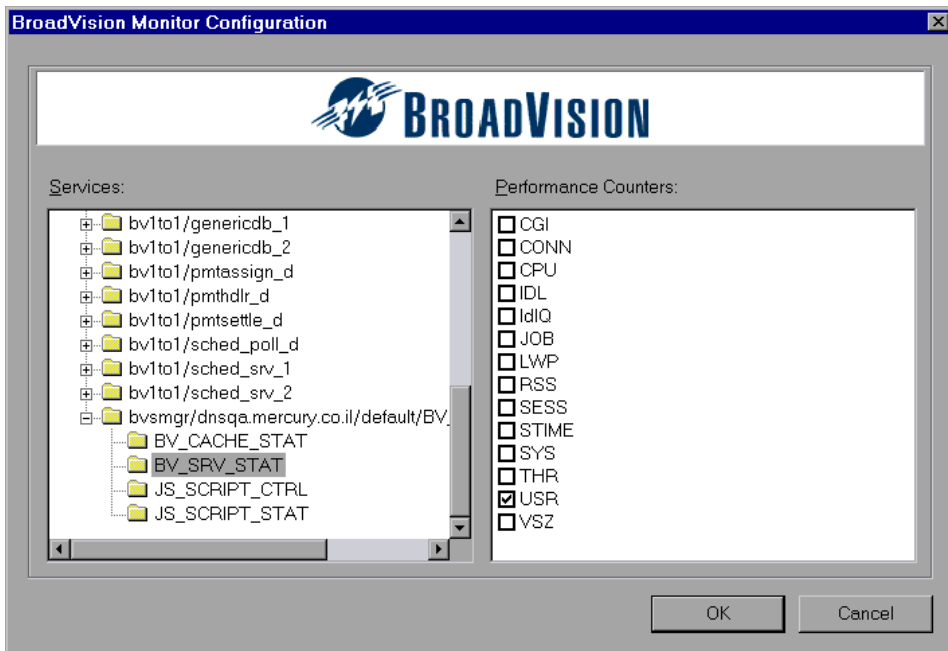 BroadVision Monitor Configuration
BROADVISION
Services:
bv1to1/genericdb_1
bv1to1/genericdb_2
bv1to1/pmtassign_d
bv1to1/pmthdlr_d
bv1to1/pmtsettle_d
bv1to1/sched_poll_d
bv1to1/sched_srv_1
bv1to1/sched_srv_2
bvsmgr/dnsqa.mercury.co.il/default/BV_
BV_CACHE_STAT
BV_SRV_STAT
JS_SCRIPT_CTRL
JS_SCRIPT_STAT
Performance Counters:
CGI
CONN
CPU
IDL
IdlQ
JOB
LWP
RSS
SESS
STIME
SYS
THR
USR
VSZ
OK
Cancel